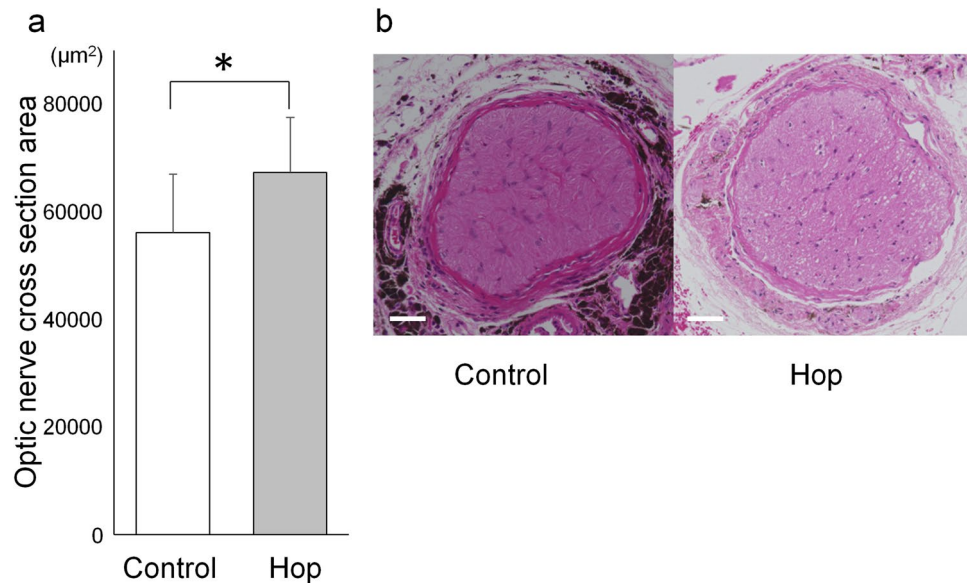 a
(μm²)
Optic nerve cross section area
80000
60000
40000
20000
0
*
Control
Hop
b
Control
Hop